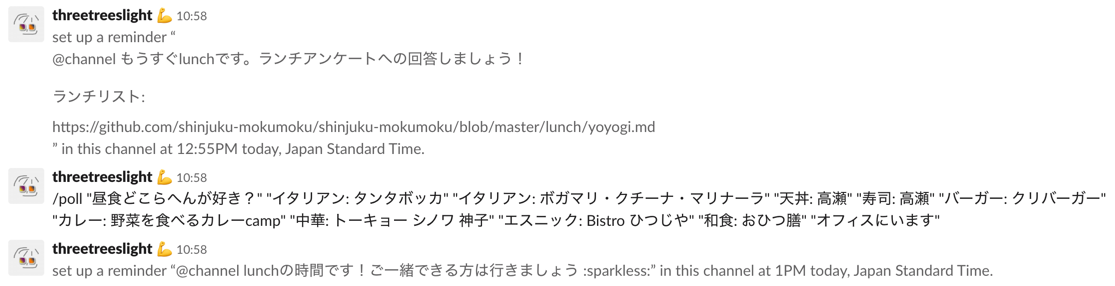 threetreeslight 💪 10:58
set up a reminder “
@channel もうすぐlunchです。ランチアンケートへの回答しましょう！
ランチリスト:
https://github.com/shinjuku-mokumoku/shinjuku-mokumoku/blob/master/lunch/yoyogi.md
” in this channel at 12:55PM today, Japan Standard Time.
threetreeslight 💪 10:58
/poll "昼食どこらへんが好き？" "イタリアン: タンタボッカ" "イタリアン: ボガマリ・クチーナ・マリナーラ" "天丼: 高瀬" "寿司: 高瀬" "バーガー: クリバーガー"
"カレー: 野菜を食べるカレーcamp" "中華: トーキョー シノワ 神子" "エスニック: Bistro ひつじや" "和食: おひつ膳" "オフィスにいます"
threetreeslight 💪 10:58
set up a reminder “@channel lunchの時間です！ご一緒できる方は行きましょう :sparkless:” in this channel at 1PM today, Japan Standard Time.